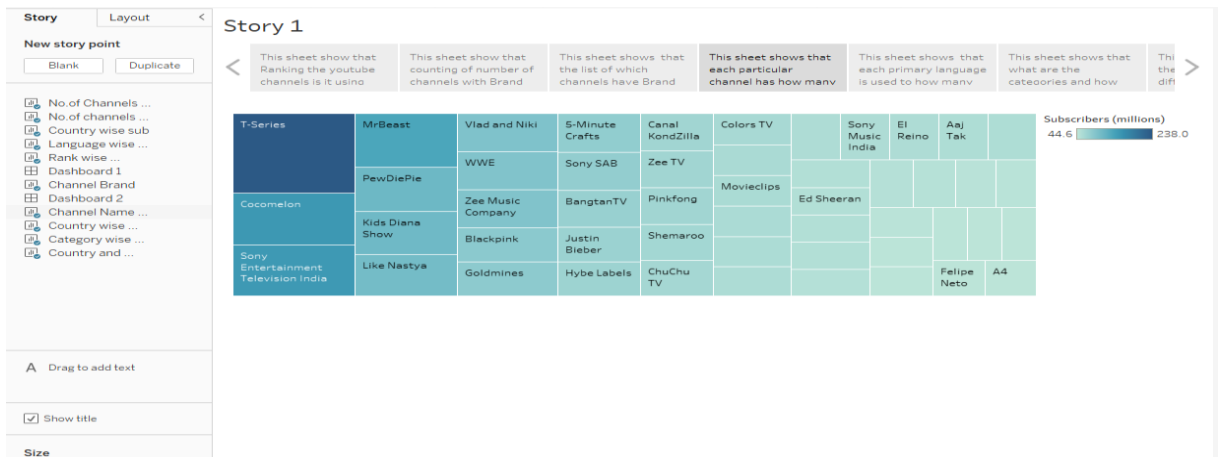 Story
Layout
<
Story 1
New story point
Blank
Duplicate
This sheet show that
Ranking the youtube
channels is it using
This sheet show that
counting of number of
channels with Brand
This sheet shows that
the list of which
channels have Brand
This sheet shows that
each particular
channel has how many
This sheet shows that
each primary language
is used to how many
This sheet shows that
what are the
categories and how
Thi
the
diff
No.of Channels ...
No.of channels ...
Country wise sub
Language wise ...
Rank wise ...
Dashboard 1
Channel Brand
Dashboard 2
Channel Name ...
Country wise ...
Category wise ...
Country and ...
A Drag to add text
Show title
Size
T-Series
Cocomelon
Sony
Entertainment
Television India
MrBeast
PewDiePie
Kids Diana
Show
Like Nastya
Vlad and Niki
WWE
Zee Music
Company
Blackpink
Goldmines
5-Minute
Crafts
Sony SAB
BangtanTV
Justin
Bieber
Hybe Labels
Canal
KondZilla
Zee TV
Pinkfong
Shemaroo
ChuChu
TV
Colors TV
Movieclips
Ed Sheeran
Sony
Music
India
El
Reino
Aaj
Tak
Felipe
Neto
A4
Subscribers (millions)
44.6 238.0